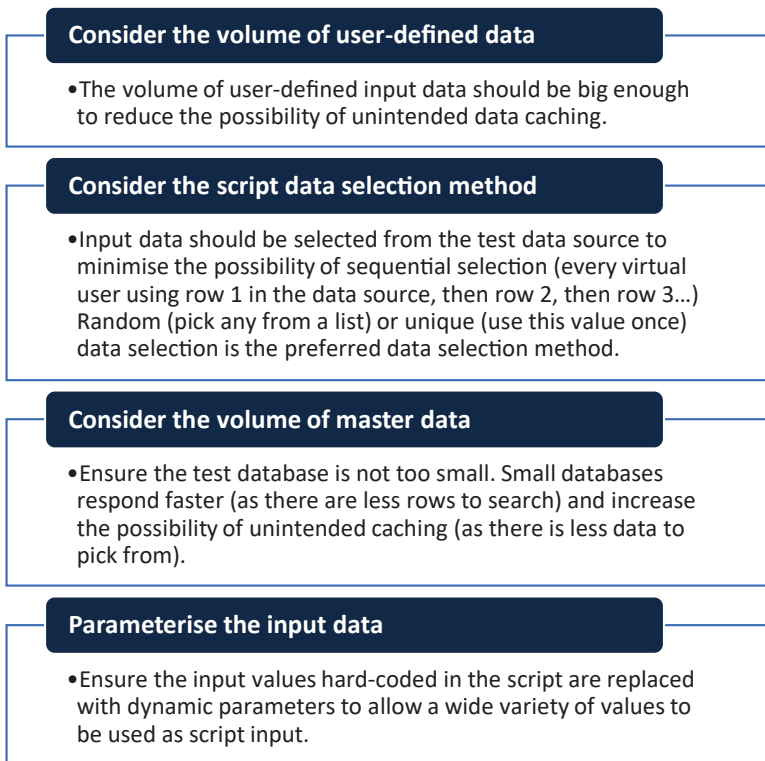 Consider the volume of user-defined data
•The volume of user-defined input data should be big enough
to reduce the possibility of unintended data caching.
Consider the script data selection method
•Input data should be selected from the test data source to
minimise the possibility of sequential selection (every virtual
user using row 1 in the data source, then row 2, then row 3…)
Random (pick any from a list) or unique (use this value once)
data selection is the preferred data selection method.
Consider the volume of master data
•Ensure the test database is not too small. Small databases
respond faster (as there are less rows to search) and increase
the possibility of unintended caching (as there is less data to
pick from).
Parameterise the input data
•Ensure the input values hard-coded in the script are replaced
with dynamic parameters to allow a wide variety of values to
be used as script input.